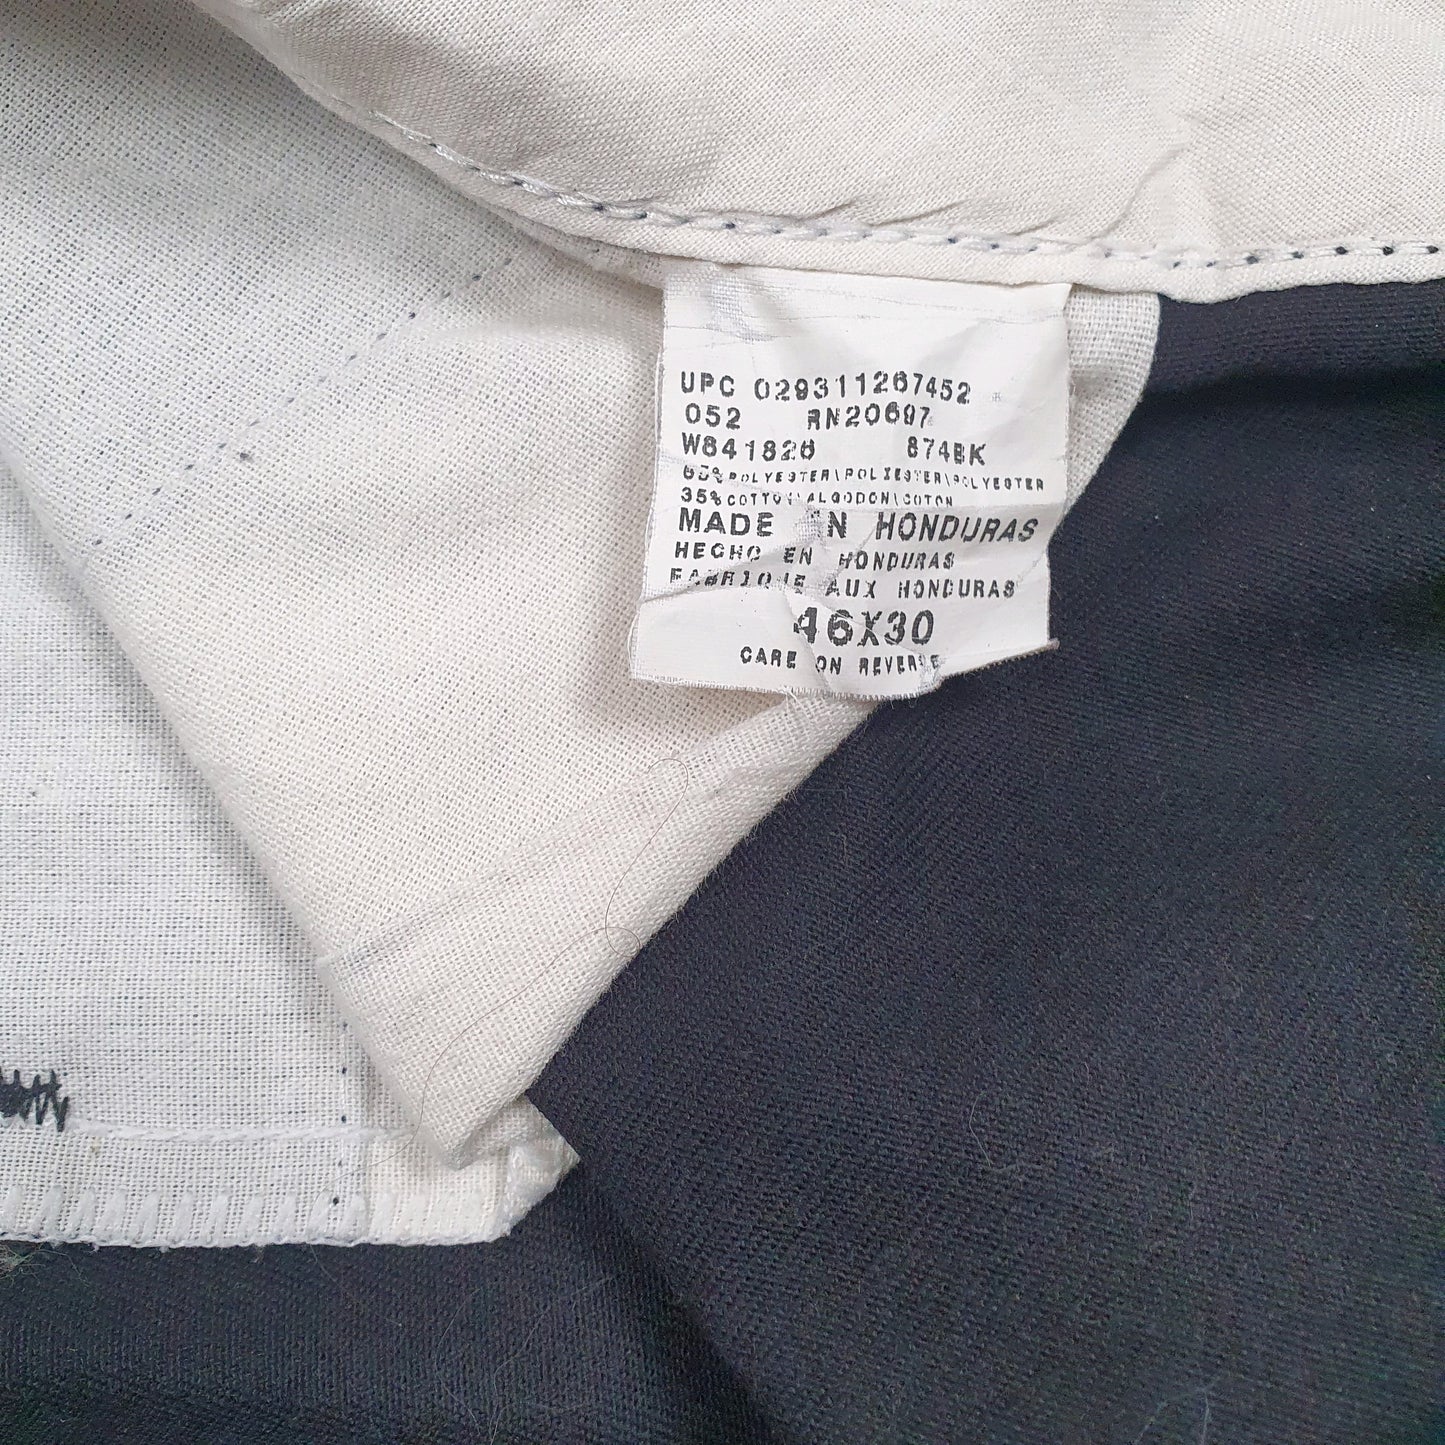 UPC 029311267452
052 RN20697
W841826 874BK
65% POLYESTER\POLIESTER\POLYESTER
35% COTTON\ALGODON\COTON
MADE IN HONDURAS
HECHO EN HONDURAS
FABRIQUE AUX HONDURAS
46X30
CARE ON REVERSE